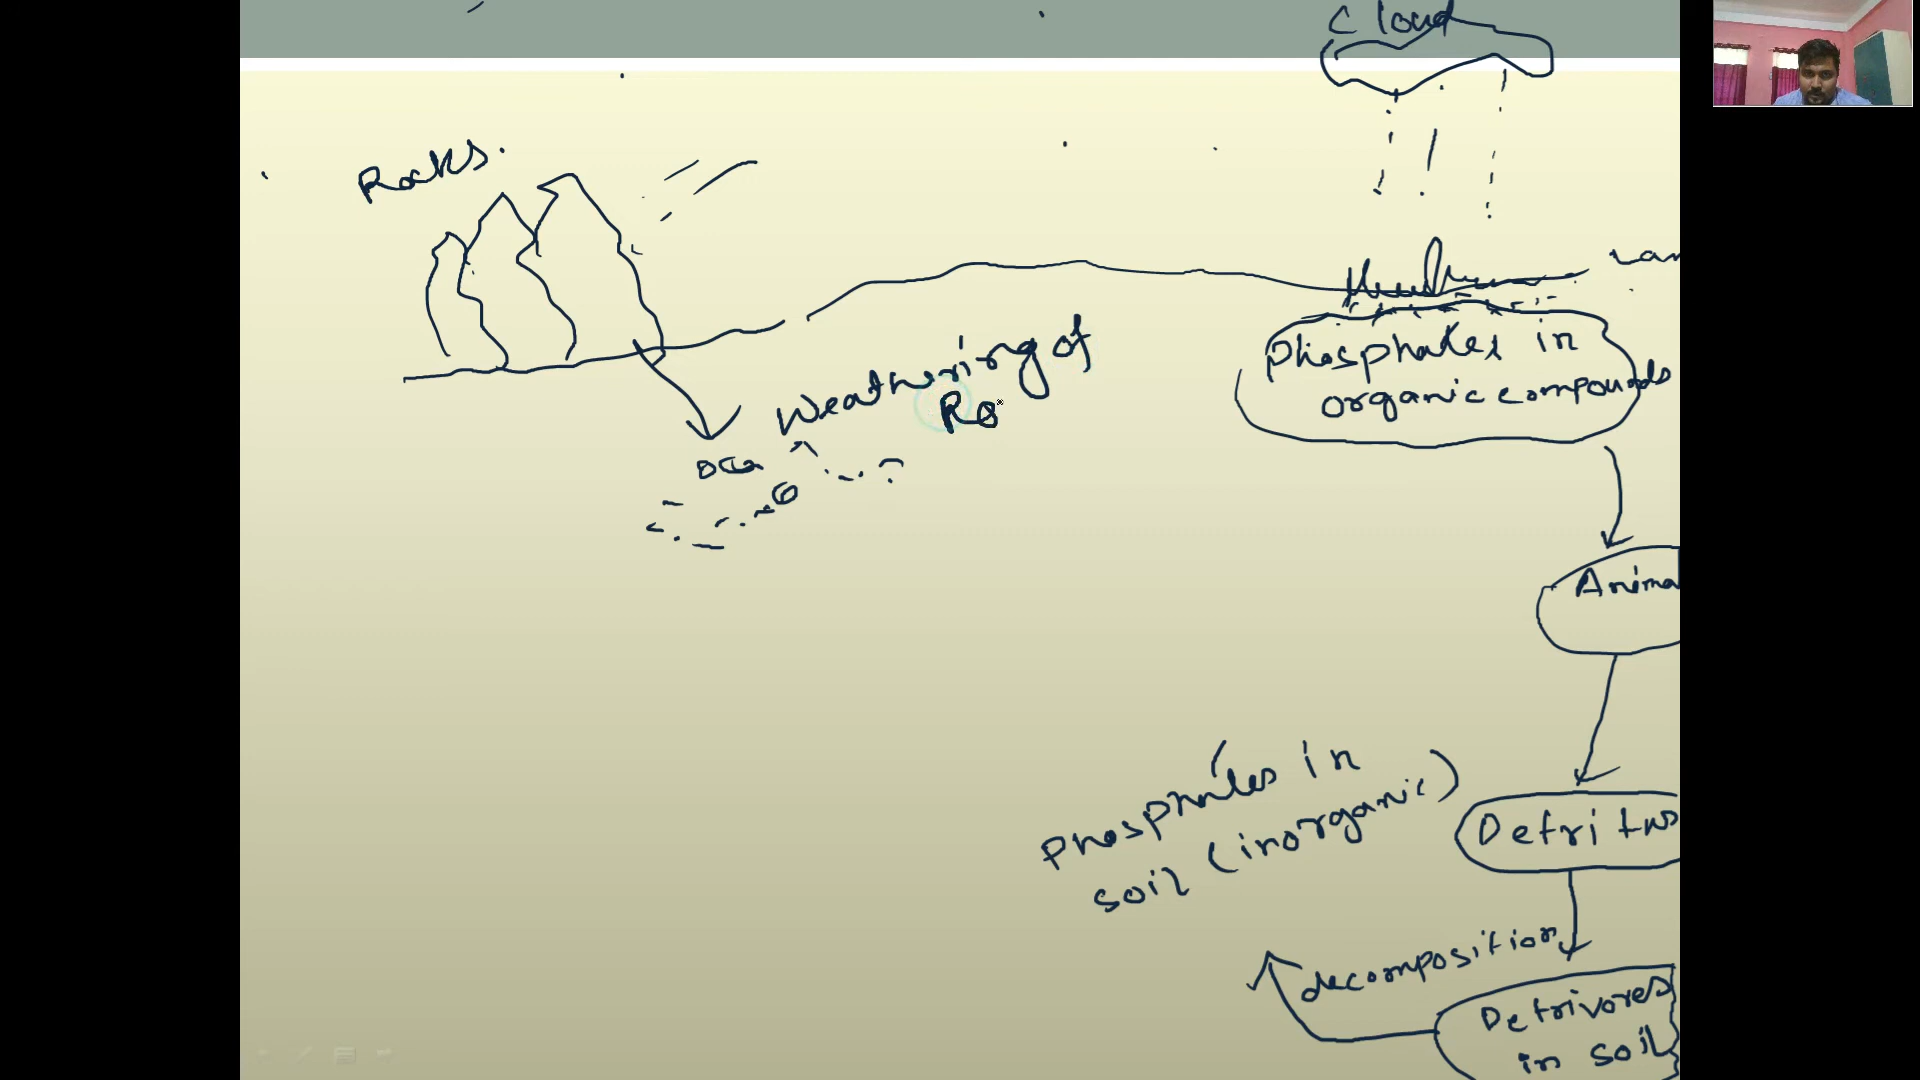 cloud
Rocks.
Lan
Weathering of
Ro
phosphates in
organic compounds
Anima
phosphates in
soil (inorganic)
Detritus
decomposition
Detrivores
in soil